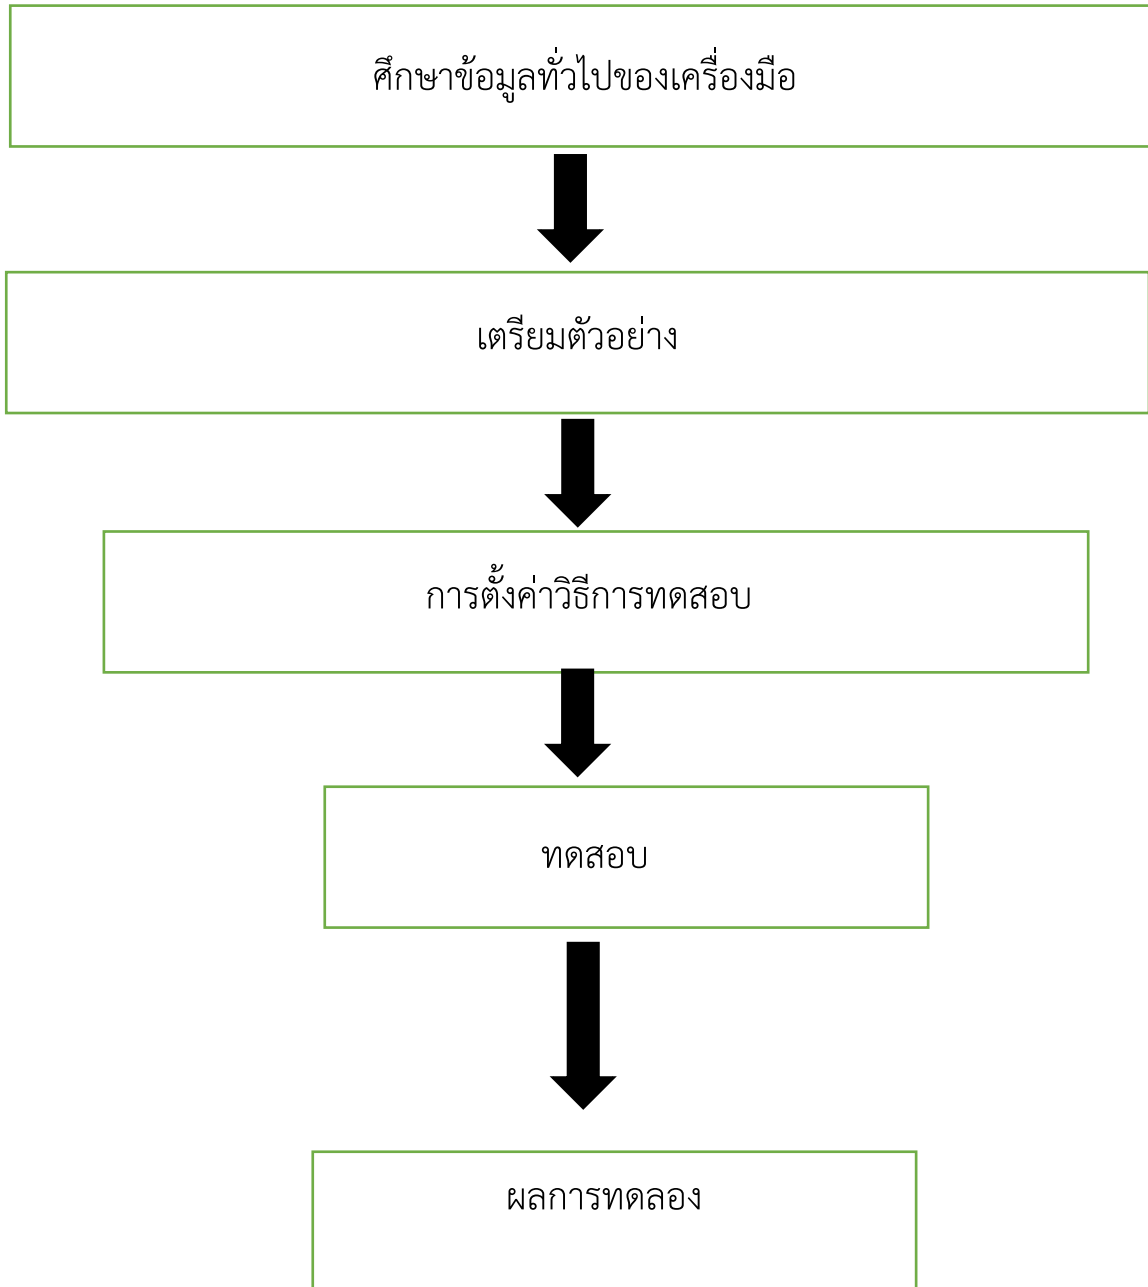 ศึกษาข้อมูลทั่วไปของเครื่องมือ
เตรียมตัวอย่าง
การตั้งค่าวิธีการทดสอบ
ทดสอบ
ผลการทดลอง